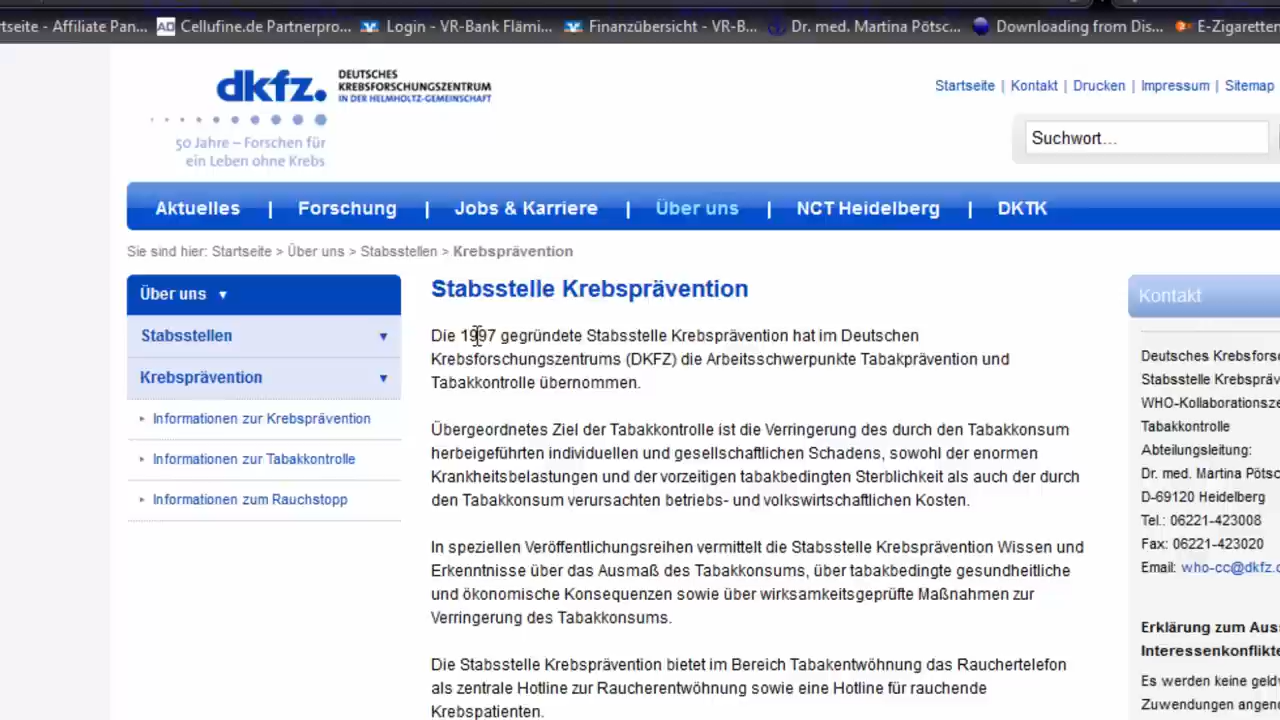 tseite - Affiliate Pan... AD Cellufine.de Partnerpro... Login - VR-Bank Flämi... Finanzübersicht - VR-B... Dr. med. Martina Pötsc... Downloading from Dis... E-Zigaretten
dkfz. DEUTSCHES
KREBSFORSCHUNGSZENTRUM
IN DER HELMHOLTZ-GEMEINSCHAFT
50 Jahre – Forschen für
ein Leben ohne Krebs
Startseite | Kontakt | Drucken | Impressum | Sitemap
Suchwort...
Aktuelles | Forschung | Jobs & Karriere | Über uns | NCT Heidelberg | DKTK
Sie sind hier: Startseite > Über uns > Stabsstellen > Krebsprävention
Über uns
Stabsstellen
Krebsprävention
Informationen zur Krebsprävention
Informationen zur Tabakkontrolle
Informationen zum Rauchstopp
Stabsstelle Krebsprävention
Die 1997 gegründete Stabsstelle Krebsprävention hat im Deutschen
Krebsforschungszentrums (DKFZ) die Arbeitsschwerpunkte Tabakprävention und
Tabakkontrolle übernommen.
Übergeordnetes Ziel der Tabakkontrolle ist die Verringerung des durch den Tabakkonsum
herbeigeführten individuellen und gesellschaftlichen Schadens, sowohl der enormen
Krankheitsbelastungen und der vorzeitigen tabakbedingten Sterblichkeit als auch der durch
den Tabakkonsum verursachten betriebs- und volkswirtschaftlichen Kosten.
In speziellen Veröffentlichungsreihen vermittelt die Stabsstelle Krebsprävention Wissen und
Erkenntnisse über das Ausmaß des Tabakkonsums, über tabakbedingte gesundheitliche
und ökonomische Konsequenzen sowie über wirksamkeitsgeprüfte Maßnahmen zur
Verringerung des Tabakkonsums.
Die Stabsstelle Krebsprävention bietet im Bereich Tabakentwöhnung das Rauchertelefon
als zentrale Hotline zur Raucherentwöhnung sowie eine Hotline für rauchende
Krebspatienten.
Kontakt
Deutsches Krebsforsc
Stabsstelle Krebspräv
WHO-Kollaborationsze
Tabakkontrolle
Abteilungsleitung:
Dr. med. Martina Pötsc
D-69120 Heidelberg
Tel.: 06221-423008
Fax: 06221-423020
Email: who-cc@dkfz.d
Erklärung zum Aus
Interessenkonflikte
Es werden keine geldw
Zuwendungen angen